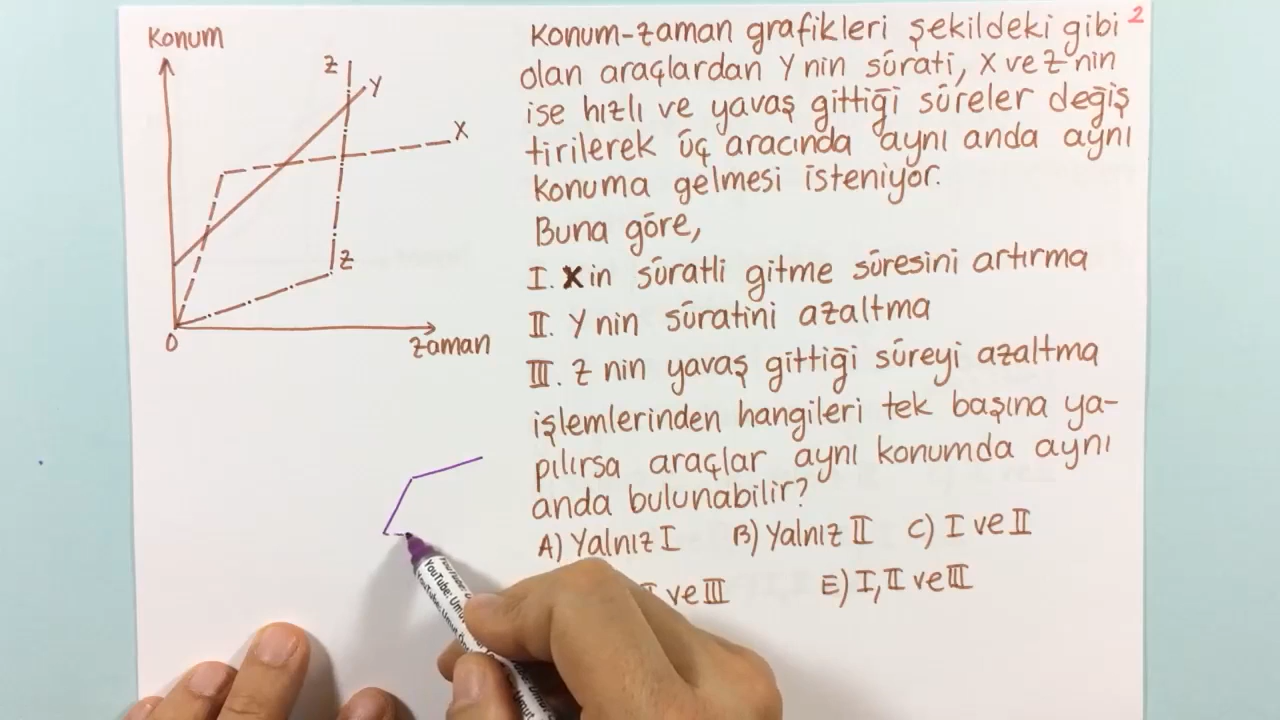 2
Konum
Z
Y
X
Z
O
Zaman
Konum-zaman grafikleri şekildeki gibi
olan araçlardan Y nin sürati, X ve Z'nin
ise hızlı ve yavaş gittiği süreler değiş
tirilerek üç aracında aynı anda aynı
konuma gelmesi isteniyor.
Buna göre,
I. X in süratli gitme süresini artırma
II. Y nin süratini azaltma
III. Z nin yavaş gittiği süreyi azaltma
işlemlerinden hangileri tek başına ya-
pılırsa araçlar aynı konumda aynı
anda bulunabilir?
A) Yalnız I B) Yalnız II C) I ve II
ve III E) I, II ve III
YouTube: Umut